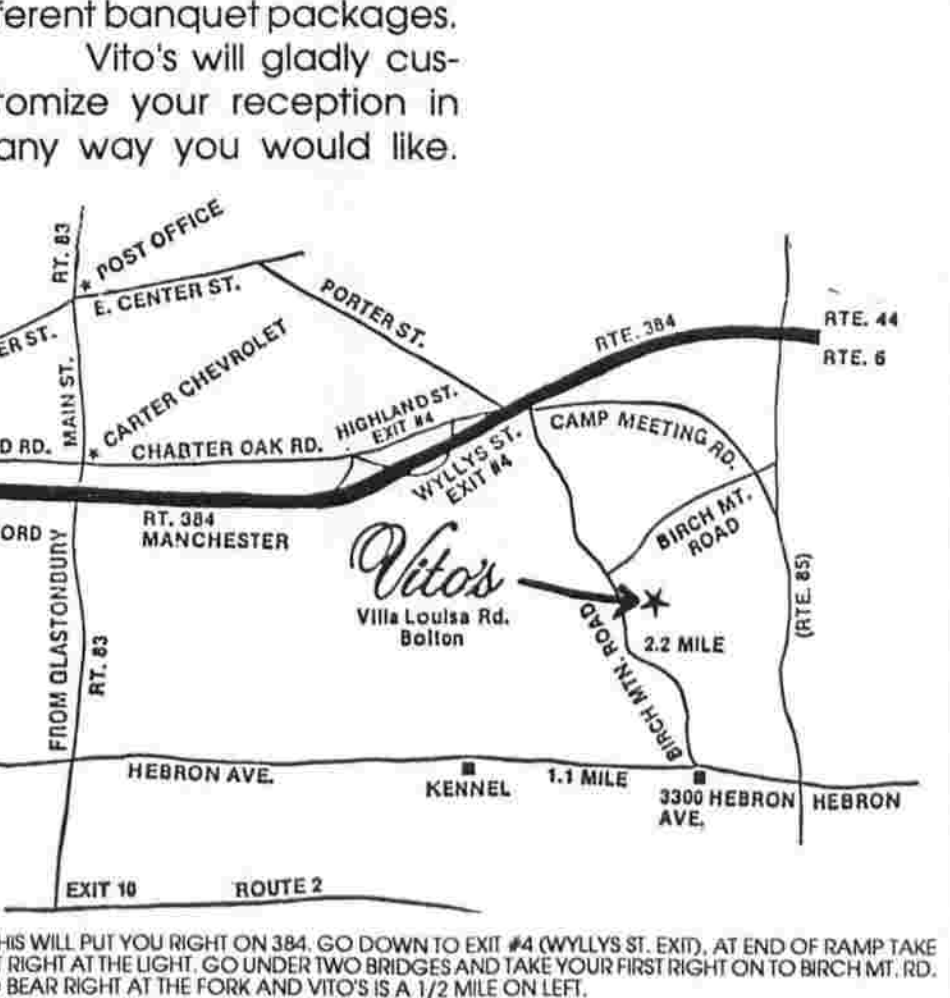 ferent banquet packages.
Vito's will gladly cus-
tomize your reception in
any way you would like.
RT. 83
* POST OFFICE
E. CENTER ST.
ER ST.
PORTER ST.
MAIN ST.
* CARTER CHEVROLET
D RD.
CHARTER OAK RD.
HIGHLAND ST.
EXIT #4
WYLLYS ST.
EXIT #4
RTE. 384
RTE. 44
RTE. 6
CAMP MEETING RD.
BIRCH MT.
ROAD
ORD
RT. 384
MANCHESTER
Vito's
Villa Louisa Rd.
Bolton
FROM GLASTONBURY
RT. 83
BIRCH MTN. ROAD
2.2 MILE
(RTE. 85)
HEBRON AVE.
KENNEL
1.1 MILE
3300 HEBRON
AVE.
HEBRON
EXIT 10
ROUTE 2
HIS WILL PUT YOU RIGHT ON 384. GO DOWN TO EXIT #4 (WYLLYS ST. EXIT). AT END OF RAMP TAKE
T RIGHT AT THE LIGHT. GO UNDER TWO BRIDGES AND TAKE YOUR FIRST RIGHT ON TO BIRCH MT. RD.
BEAR RIGHT AT THE FORK AND VITO'S IS A 1/2 MILE ON LEFT.